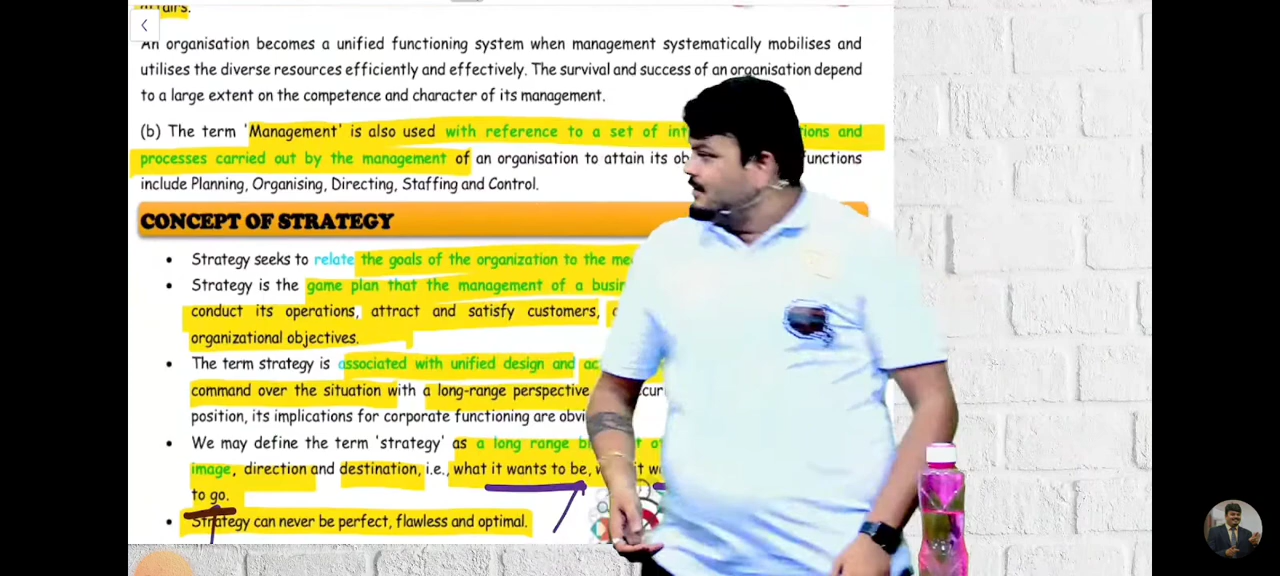 affairs.
An organisation becomes a unified functioning system when management systematically mobilises and
utilises the diverse resources efficiently and effectively. The survival and success of an organisation depend
to a large extent on the competence and character of its management.
(b) The term 'Management' is also used with reference to a set of and
processes carried out by the management of an organisation to attain its functions
include Planning, Organising, Directing, Staffing and Control.
CONCEPT OF STRATEGY
• Strategy seeks to relate the goals of the organization to the
• Strategy is the game plan that the management of a
conduct its operations, attract and satisfy customers,
organizational objectives.
• The term strategy is associated with unified design and
command over the situation with a long-range perspective
position, its implications for corporate functioning are
• We may define the term 'strategy' as a long range
image, direction and destination, i.e., what it wants to be, it
to go.
• Strategy can never be perfect, flawless and optimal.